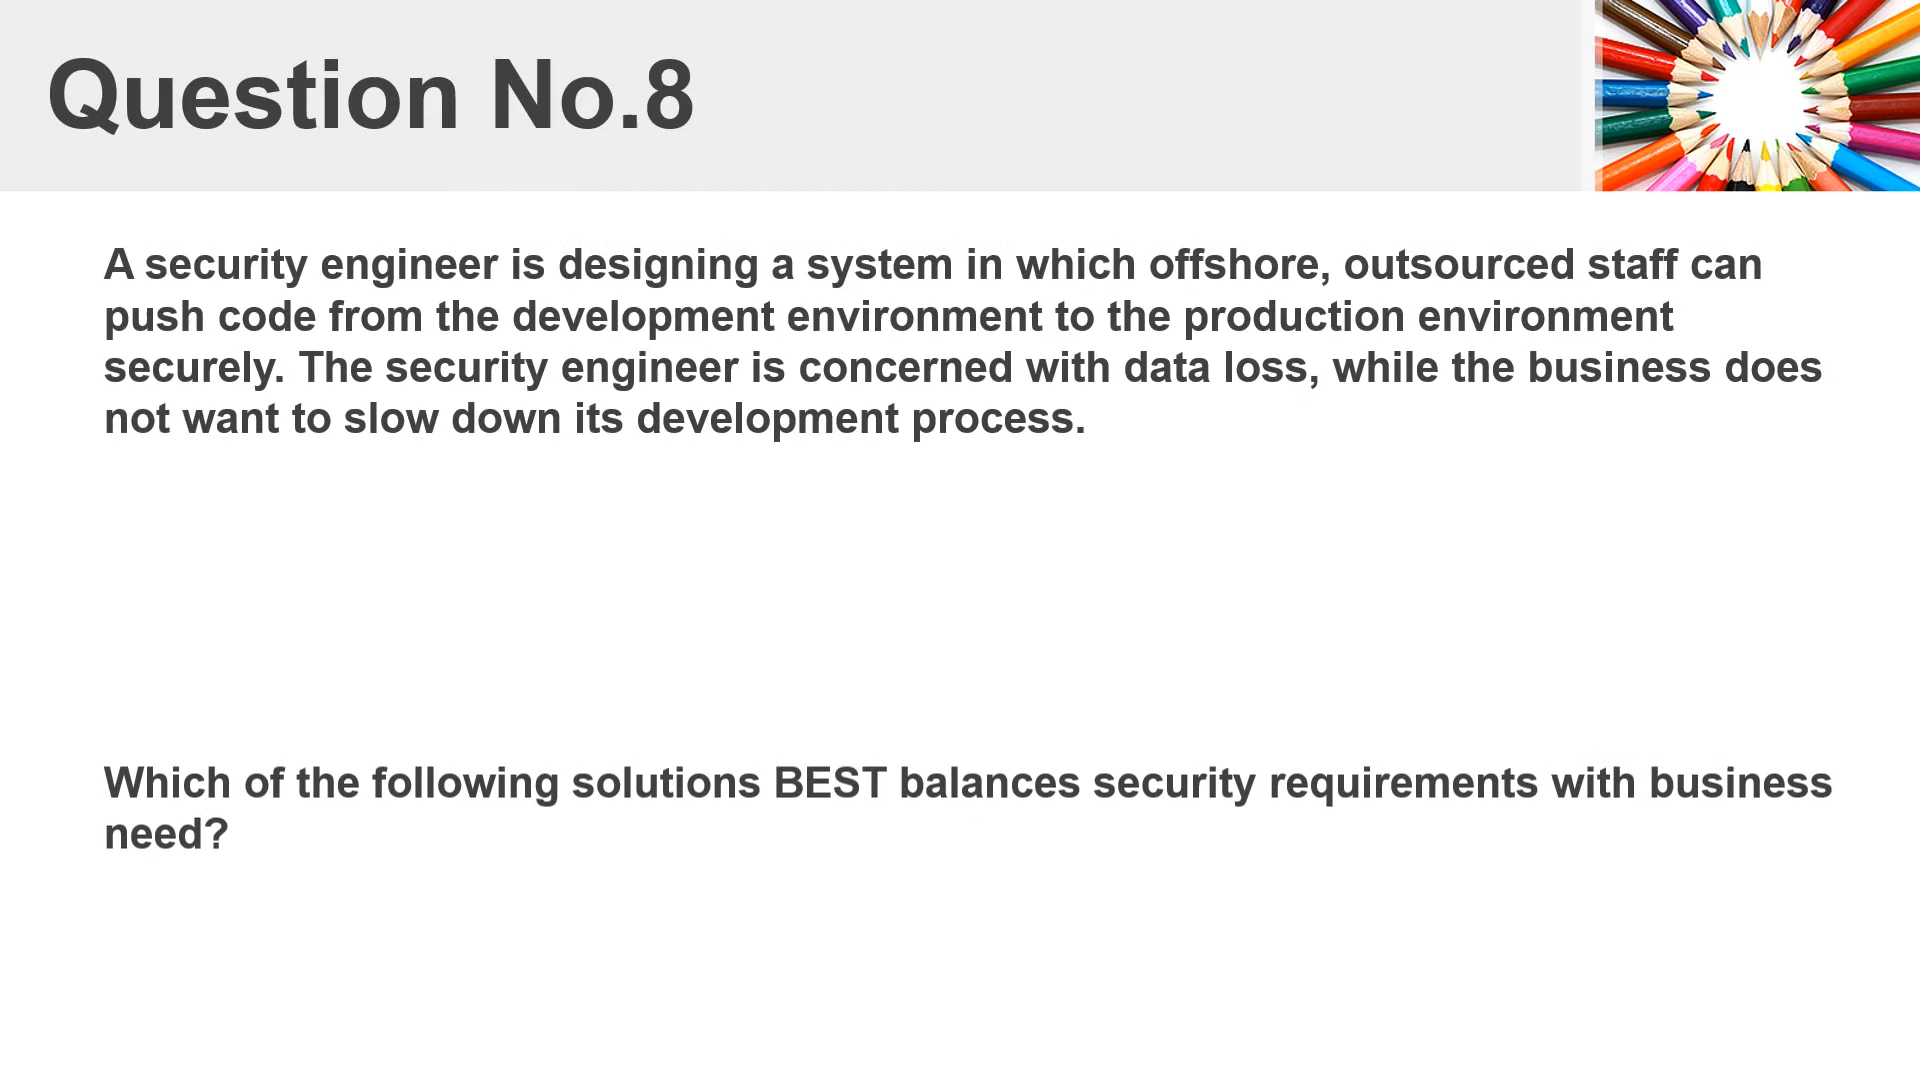 Question No.8
A security engineer is designing a system in which offshore, outsourced staff can
push code from the development environment to the production environment
securely. The security engineer is concerned with data loss, while the business does
not want to slow down its development process.
Which of the following solutions BEST balances security requirements with business
need?